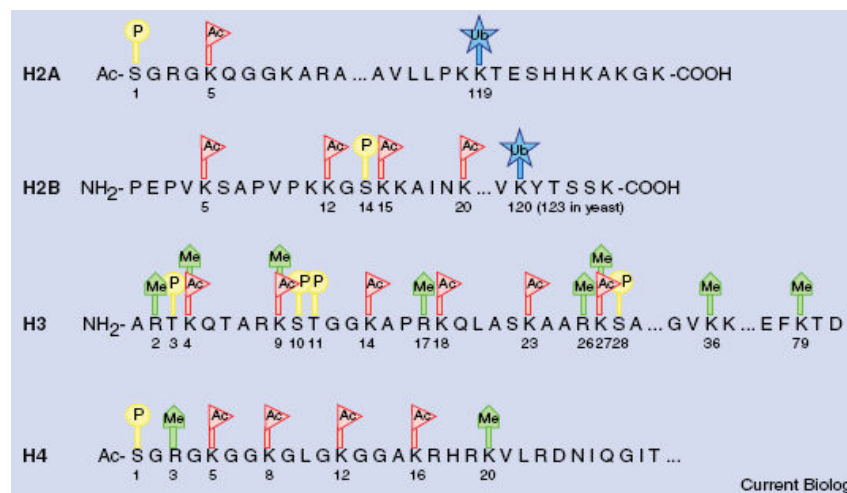 P Ac Ub
H2A Ac- S G R G K Q G G K A R A ... A V L L P K K T E S H H K A K G K -COOH
1 5 119
Ac Ac P Ac Ac Ub
H2B NH2- P E P V K S A P V P K K G S K K A I N K ... V K Y T S S K -COOH
5 12 14 15 20 120 (123 in yeast)
Me Me Me
Me P Ac Ac P P Ac Me Ac Ac Me Ac P Me Me
H3 NH2- A R T K Q T A R K S T G G K A P R K Q L A S K A A R K S A ... G V K K ... E F K T D
2 3 4 9 10 11 14 17 18 23 26 27 28 36 79
P Me Ac Ac Ac Ac Me
H4 Ac- S G R G K G G K G L G K G G A K R H R K V L R D N I Q G I T ...
1 3 5 8 12 16 20
Current Biolog